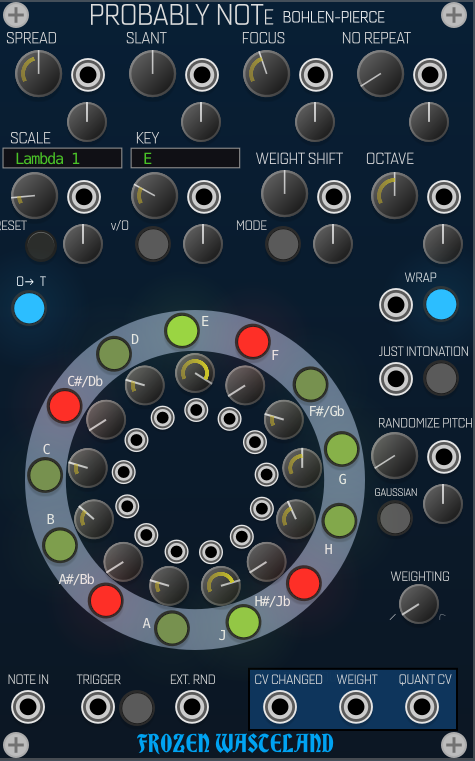 PROBABLY NOTE BOHLEN-PIERCE
SPREAD SLANT FOCUS NO REPEAT
SCALE KEY
Lambda 1 E WEIGHT SHIFT OCTAVE
RESET v/O MODE
O→ T WRAP
E
D F
JUST INTONATION
C#/Db
F#/Gb
RANDOMIZE PITCH
C G
GAUSSIAN
B H
A#/Bb WEIGHTING
H#/Jb
A J
NOTE IN TRIGGER EXT. RND CV CHANGED WEIGHT QUANT CV
FROZEN WASTELAND